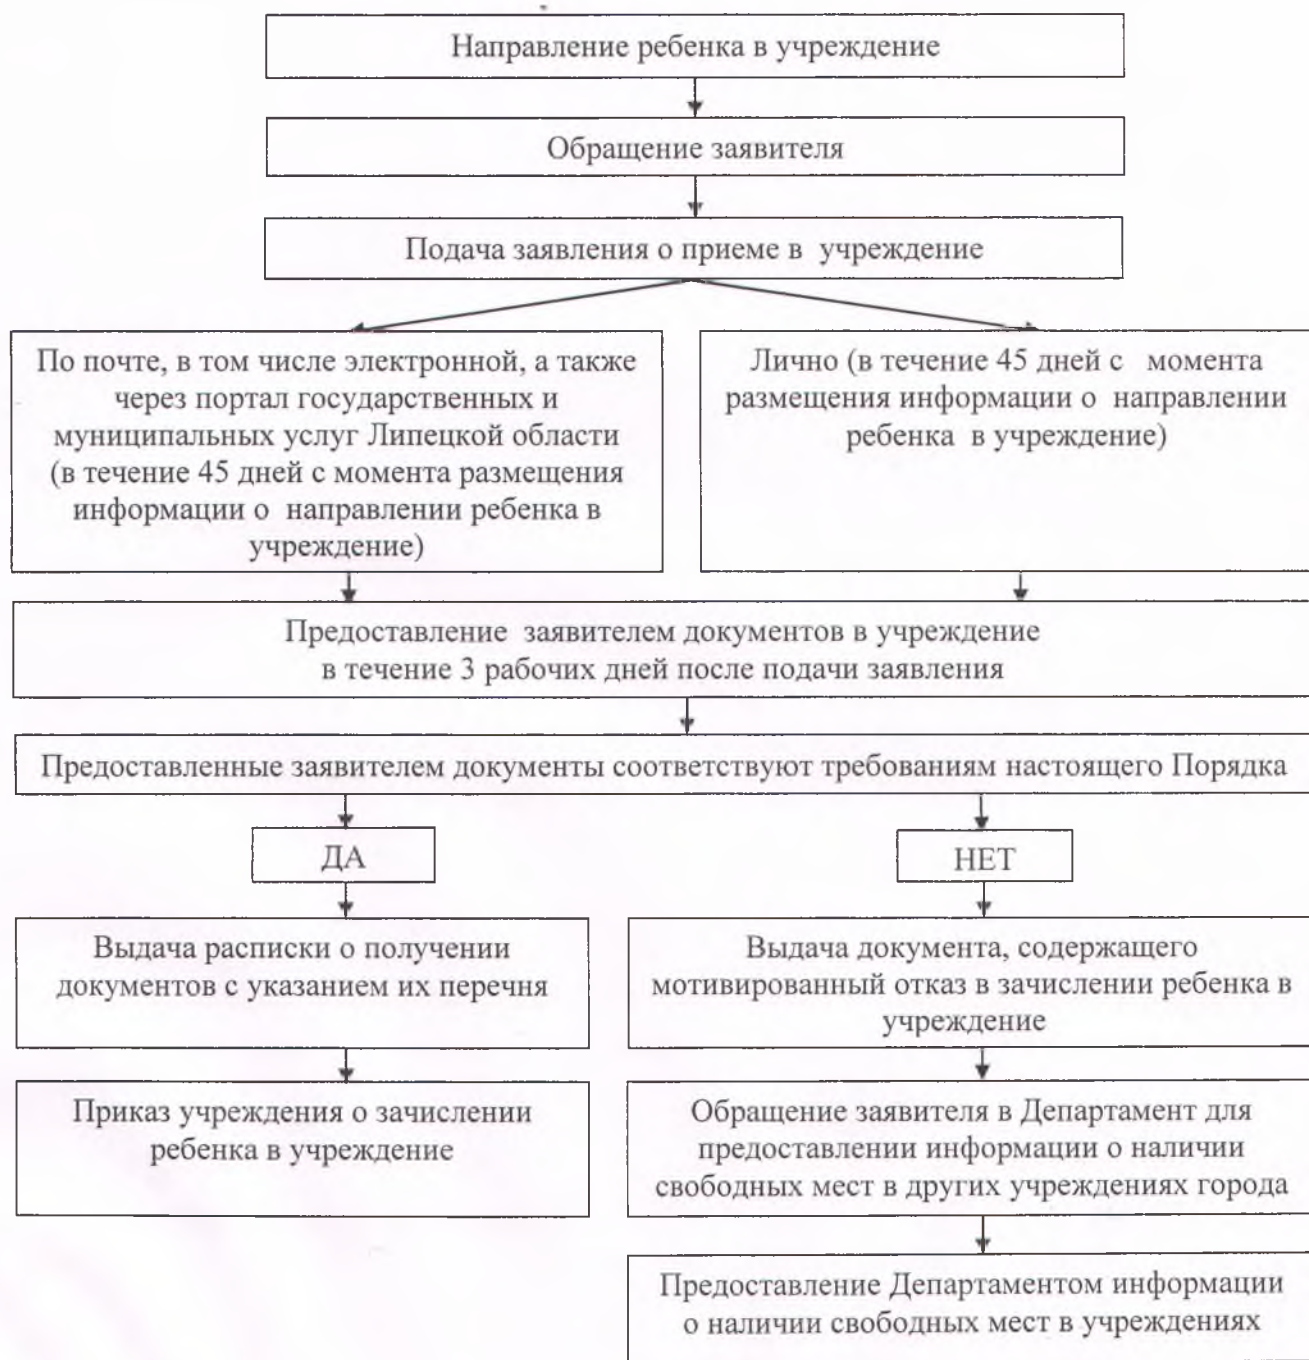 Направление ребенка в учреждение
Обращение заявителя
Подача заявления о приеме в учреждение
По почте, в том числе электронной, а также
через портал государственных и
муниципальных услуг Липецкой области
(в течение 45 дней с момента размещения
информации о направлении ребенка в
учреждение)
Лично (в течение 45 дней с момента
размещения информации о направлении
ребенка в учреждение)
Предоставление заявителем документов в учреждение
в течение 3 рабочих дней после подачи заявления
Предоставленные заявителем документы соответствуют требованиям настоящего Порядка
ДА
НЕТ
Выдача расписки о получении
документов с указанием их перечня
Выдача документа, содержащего
мотивированный отказ в зачислении ребенка в
учреждение
Приказ учреждения о зачислении
ребенка в учреждение
Обращение заявителя в Департамент для
предоставлении информации о наличии
свободных мест в других учреждениях города
Предоставление Департаментом информации
о наличии свободных мест в учреждениях